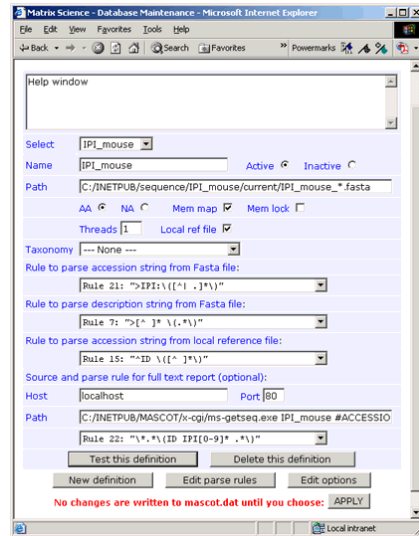 Matrix Science - Database Maintenance - Microsoft Internet Explorer
File Edit View Favorites Tools Help
Back Search Favorites » Powermarks »
Help window
Select IPI_mouse
Name IPI_mouse Active Inactive
Path C:/INETPUB/sequence/IPI_mouse/current/IPI_mouse_*.fasta
AA NA Mem map Mem lock
Threads 1 Local ref file
Taxonomy --- None ---
Rule to parse accession string from Fasta file:
Rule 21: ">IPI:\([^| .]*\)"
Rule to parse description string from Fasta file:
Rule 7: ">[^ ]* \(.*\)"
Rule to parse accession string from local reference file:
Rule 15: "^ID \([^ ]*\)"
Source and parse rule for full text report (optional):
Host localhost Port 80
Path C:/INETPUB/MASCOT/x-cgi/ms-getseq.exe IPI_mouse #ACCESSIO
Rule 22: "\*.*\(ID IPI[0-9]* .*\)"
Test this definition Delete this definition
New definition Edit parse rules Edit options
No changes are written to mascot.dat until you choose: APPLY
Local intranet